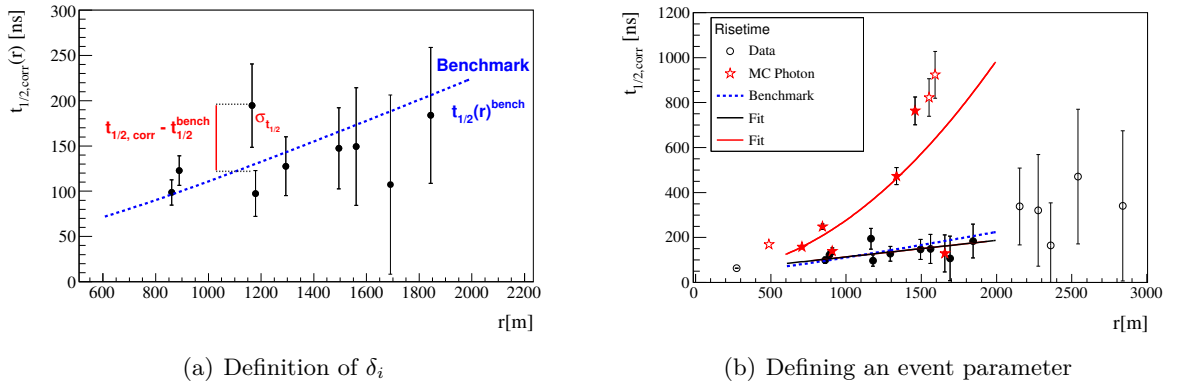 t1/2,corr(r) [ns]
300
250
200
150
100
50
0
Benchmark
t1/2(r)bench
t1/2, corr - t1/2bench
σt1/2
600 800 1000 1200 1400 1600 1800 2000 2200
r[m]
(a) Definition of δi
t1/2,corr [ns]
1200
1000
800
600
400
200
0
Risetime
Data
MC Photon
Benchmark
Fit
Fit
0 500 1000 1500 2000 2500 3000
r[m]
(b) Defining an event parameter